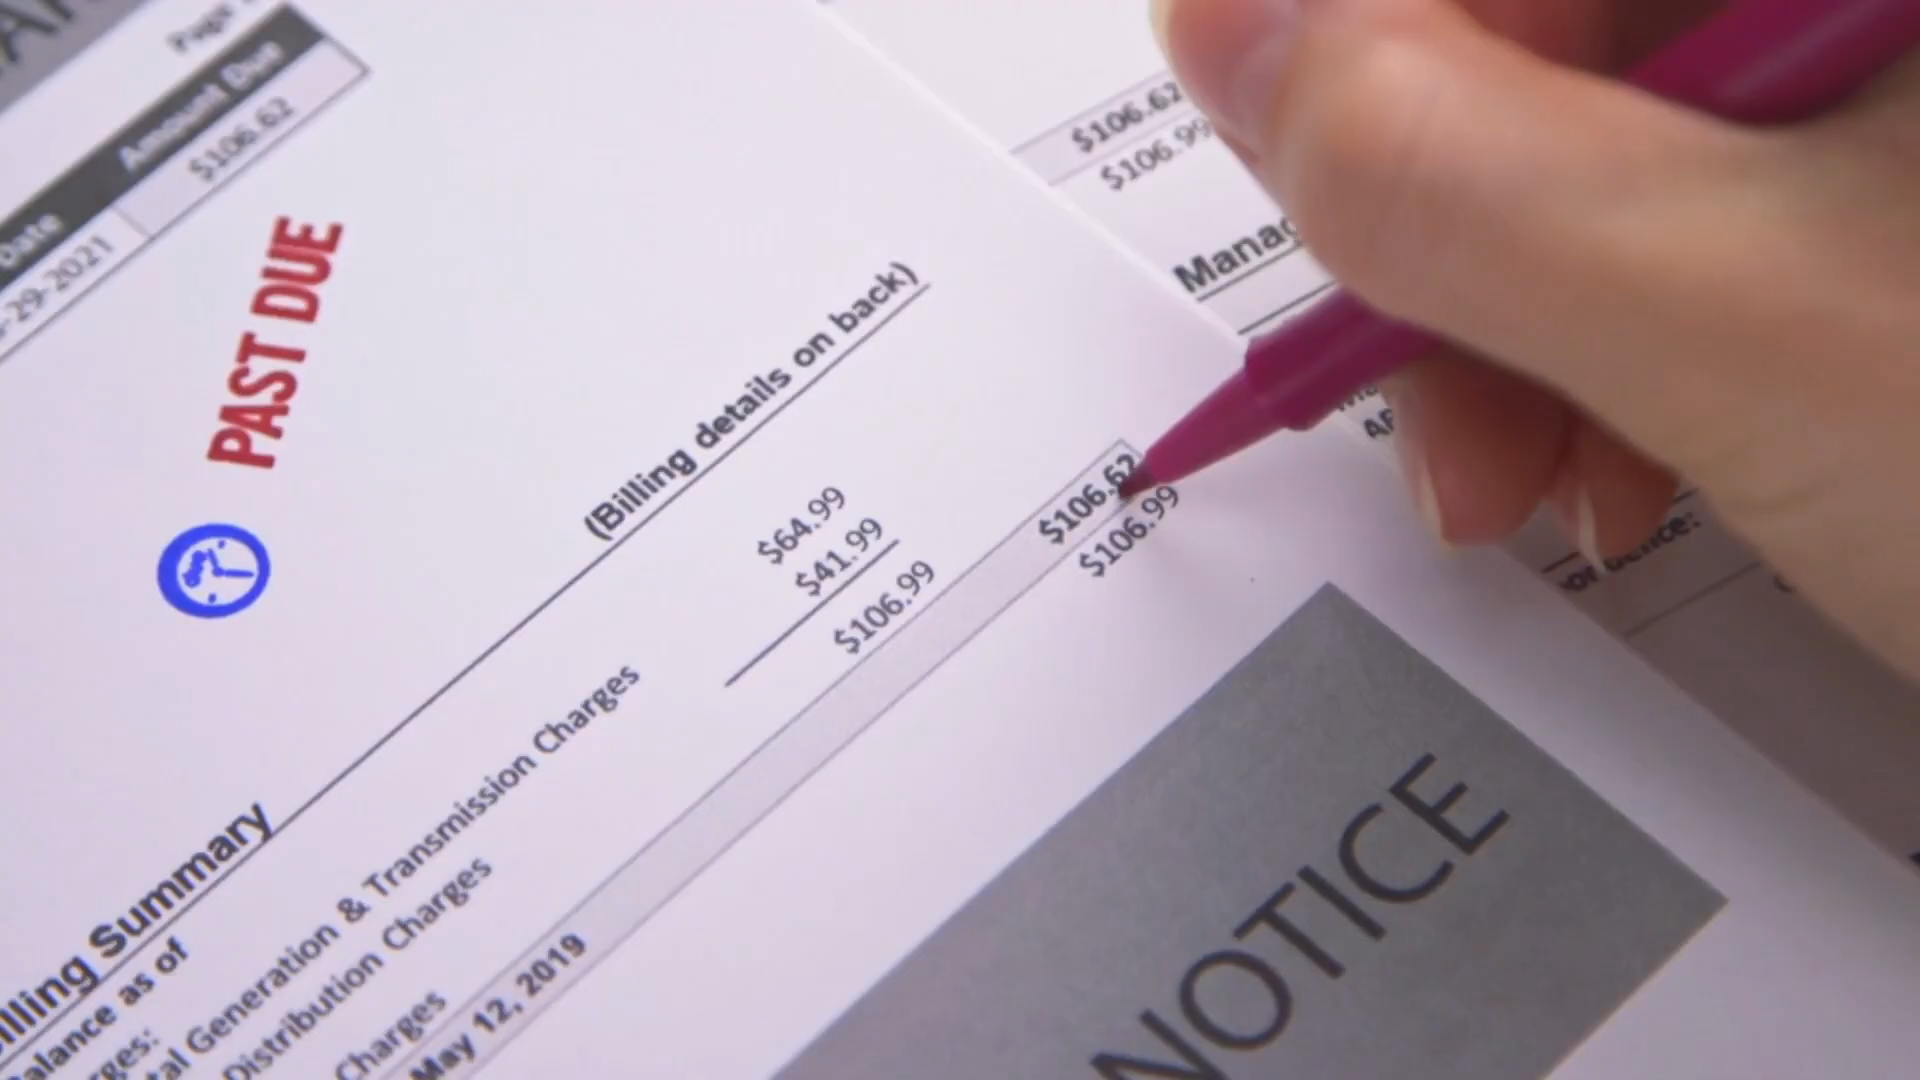 Page
Date Amount Due
-29-2021 $106.62
PAST DUE
illing Summary (Billing details on back)
Balance as of
rges:
tal Generation & Transmission Charges $64.99
Distribution Charges $41.99
Charges $106.99
May 12, 2019 $106.62
$106.99
NOTICE
$106.62
$106.99
Manag